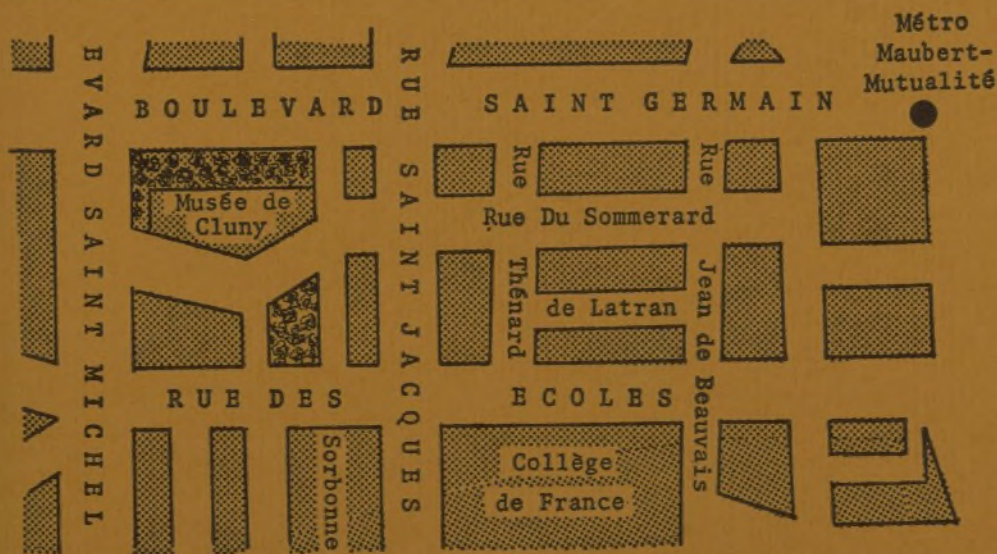 Métro
Maubert-
Mutualité
EVARD SAINT MICHEL
BOULEVARD SAINT GERMAIN
RUE SAINT JACQUES
Rue Thénard
Rue Jean de Beauvais
Musée de
Cluny
Rue Du Sommerard
de Latran
RUE DES ECOLES
Sorbonne
Collège
de France